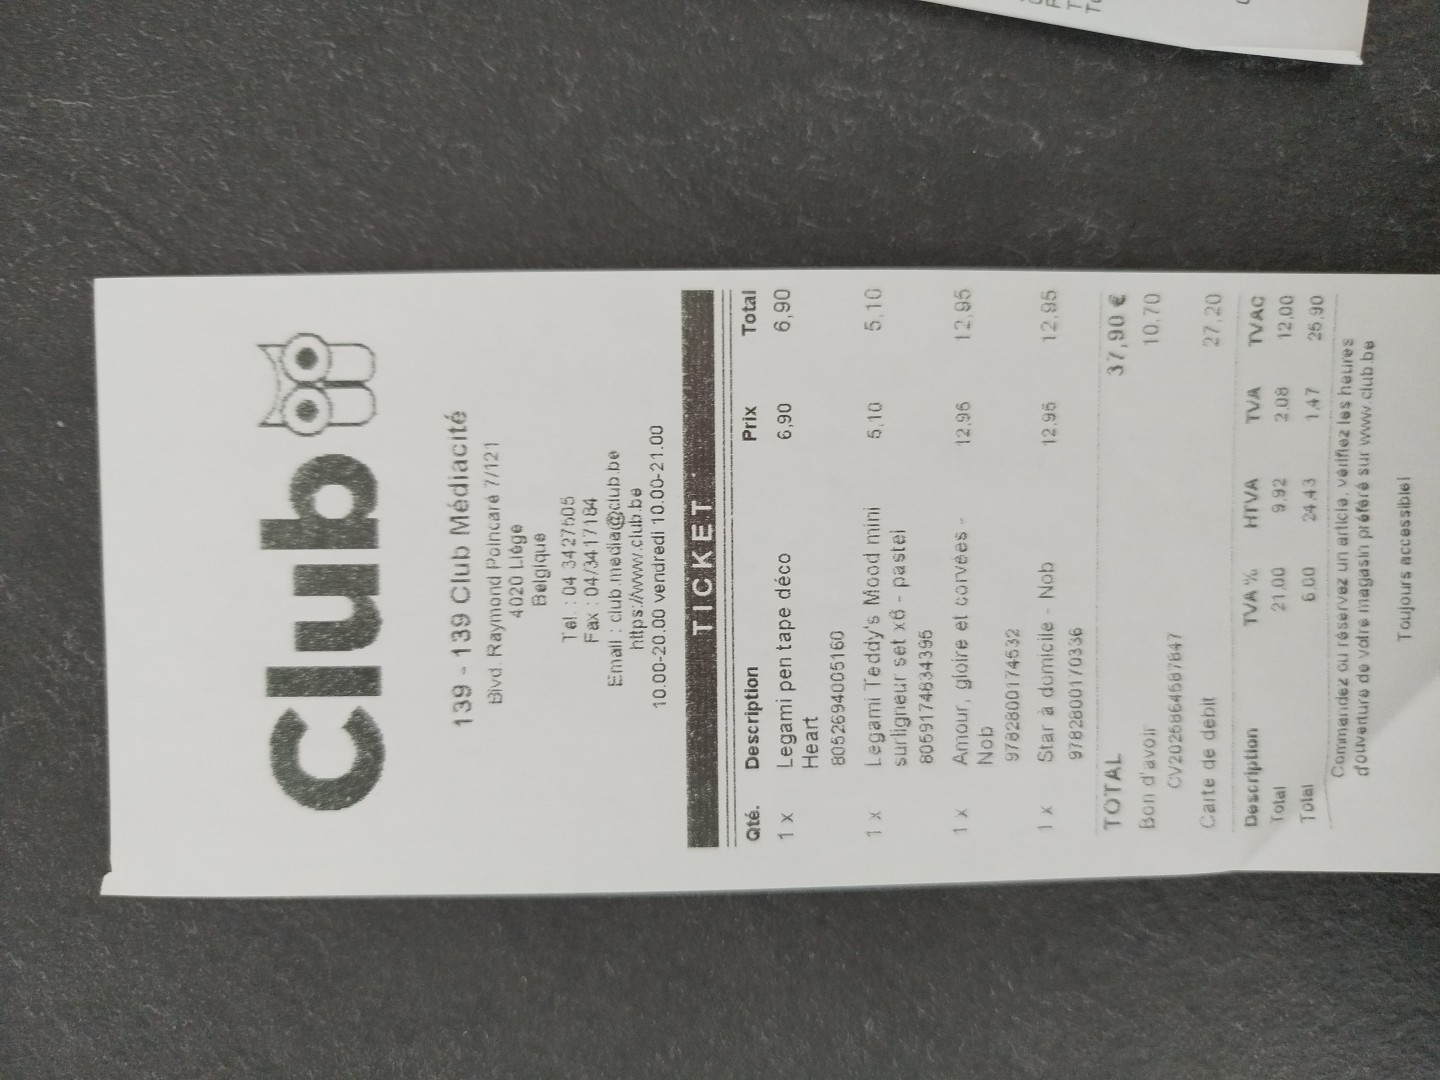 Club
139 - 139 Club Médiacité
Blvd. Raymond Poincaré 7/121
4020 Liège
Belgique
Tél. : 04 3427505
Fax : 04/3417184
Email : club.media@club.be
https://www.club.be
10.00-20.00 vendredi 10.00-21.00
TICKET
Qté. Description Prix Total
1 x Legami pen tape déco 6,90 6,90
Heart
8052694005160
1 x Legami Teddy's Mood mini 5,10 5,10
surligneur set x6 - pastel
8059174834395
1 x Amour, gloire et corvées - 12,95 12,95
Nob
9782800174532
1 x Star à domicile - Nob 12,95 12,95
9782800170336
TOTAL 37,90 €
Bon d'avoir 10,70
CV2026864587847
Carte de débit 27,20
Description TVA % HTVA TVA TVAC
Total 21,00 9,92 2,08 12,00
Total 6,00 24,43 1,47 25,90
Commandez ou réservez un article, vérifiez les heures
d'ouverture de votre magasin préféré sur www.club.be
Toujours accessible!